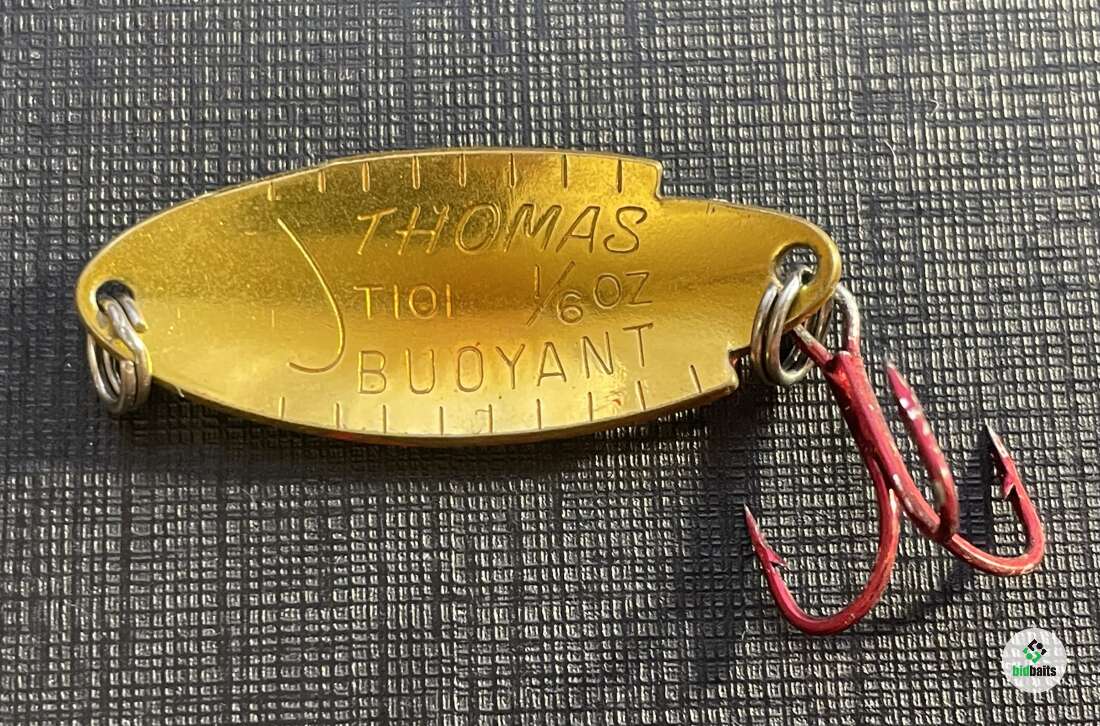 THOMAS
T101 1/6 OZ
BUOYANT
bidbaits